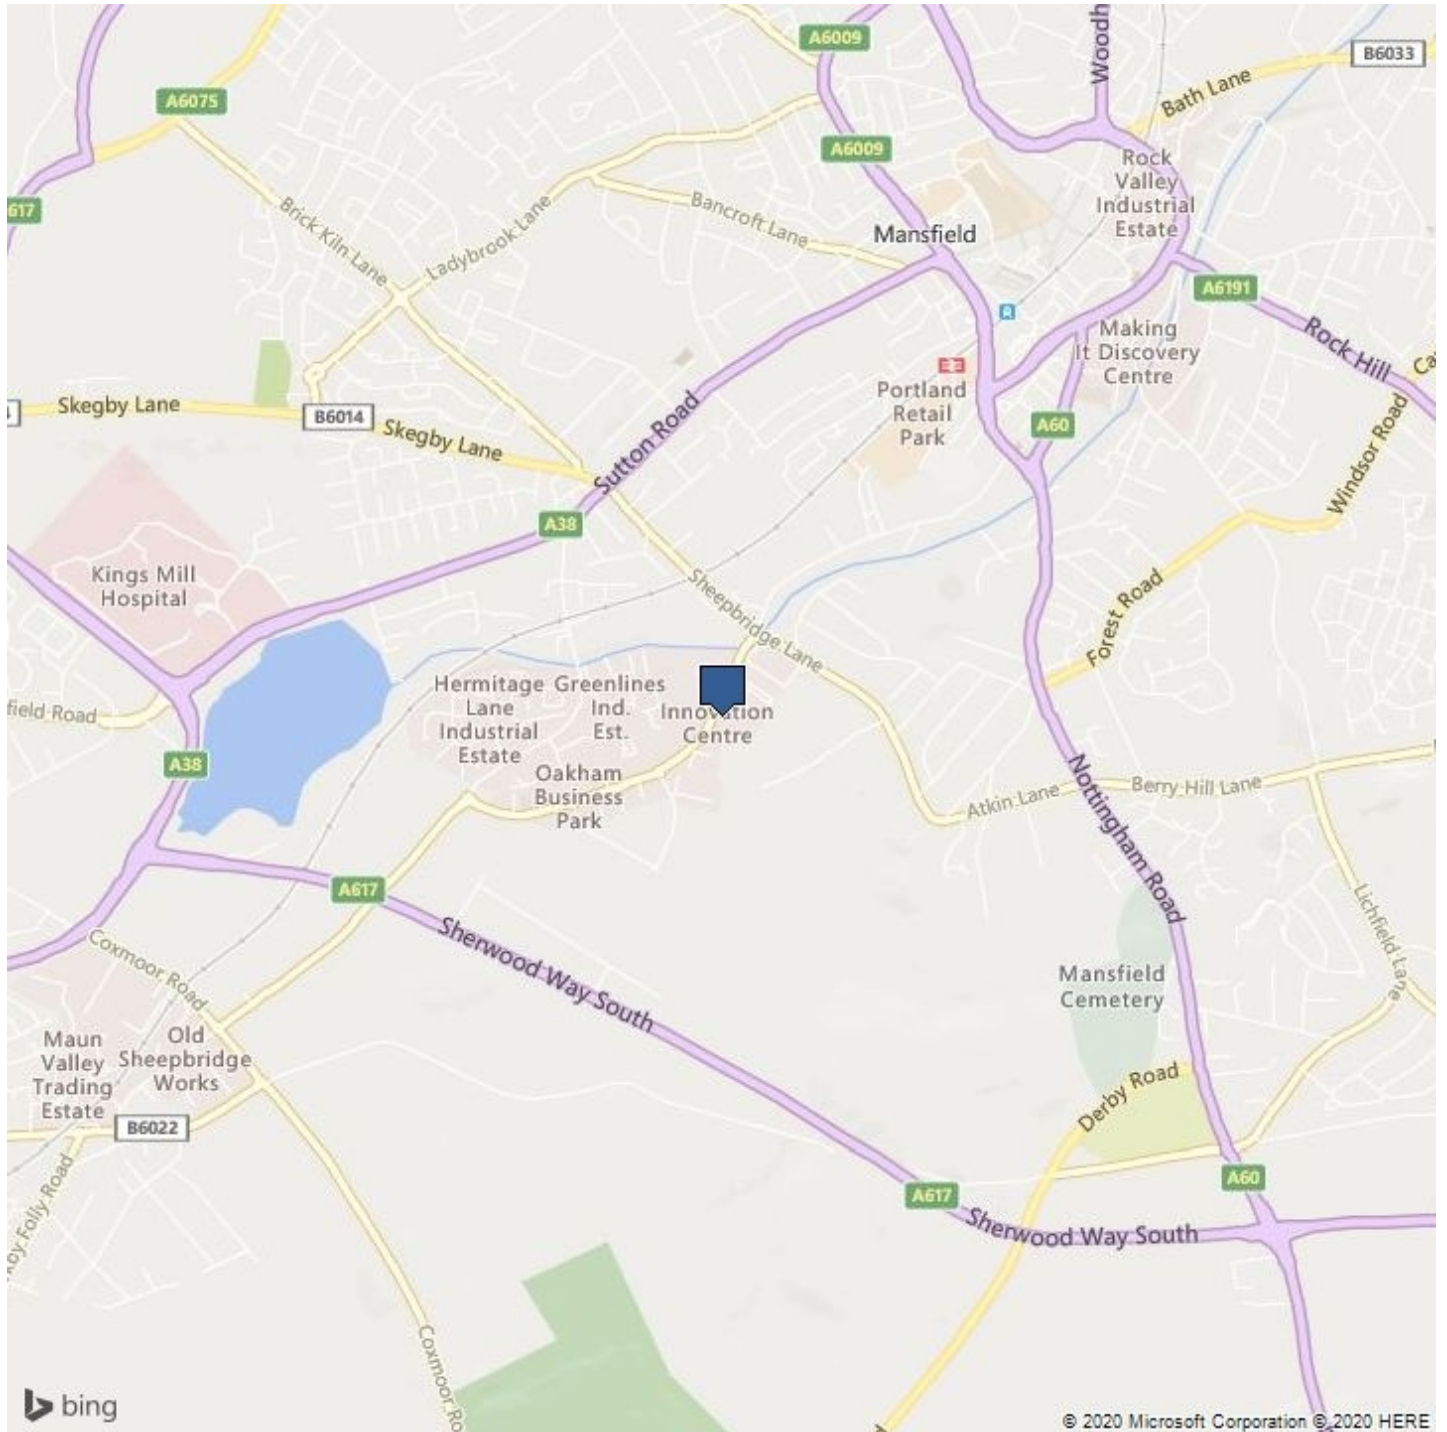 A6009
Woodh
B6033
Bath Lane
A6075
A6009
Rock
Valley
Industrial
Estate
617
Brick Kiln Lane
Ladybrook Lane
Bancroft Lane
Mansfield
A6191
Rock Hill
Making
It Discovery
Centre
Ca
Portland
Retail
Park
Skegby Lane
B6014
Skegby Lane
Sutton Road
A60
Windsor Road
A38
Kings Mill
Hospital
Sheepbridge Lane
Forest Road
Hermitage
Lane
Industrial
Estate
Greenlines
Ind.
Est.
Innovation
Centre
field Road
A38
Oakham
Business
Park
Atkin Lane
Berry Hill Lane
Nottingham Road
A617
Lichfield Lane
Sherwood Way South
Coxmoor Road
Mansfield
Cemetery
Maun
Valley
Trading
Estate
Old
Sheepbridge
Works
Derby Road
B6022
A617
A60
Sherwood Way South
kby Folly Road
Coxmoor Ro
bing
© 2020 Microsoft Corporation © 2020 HERE